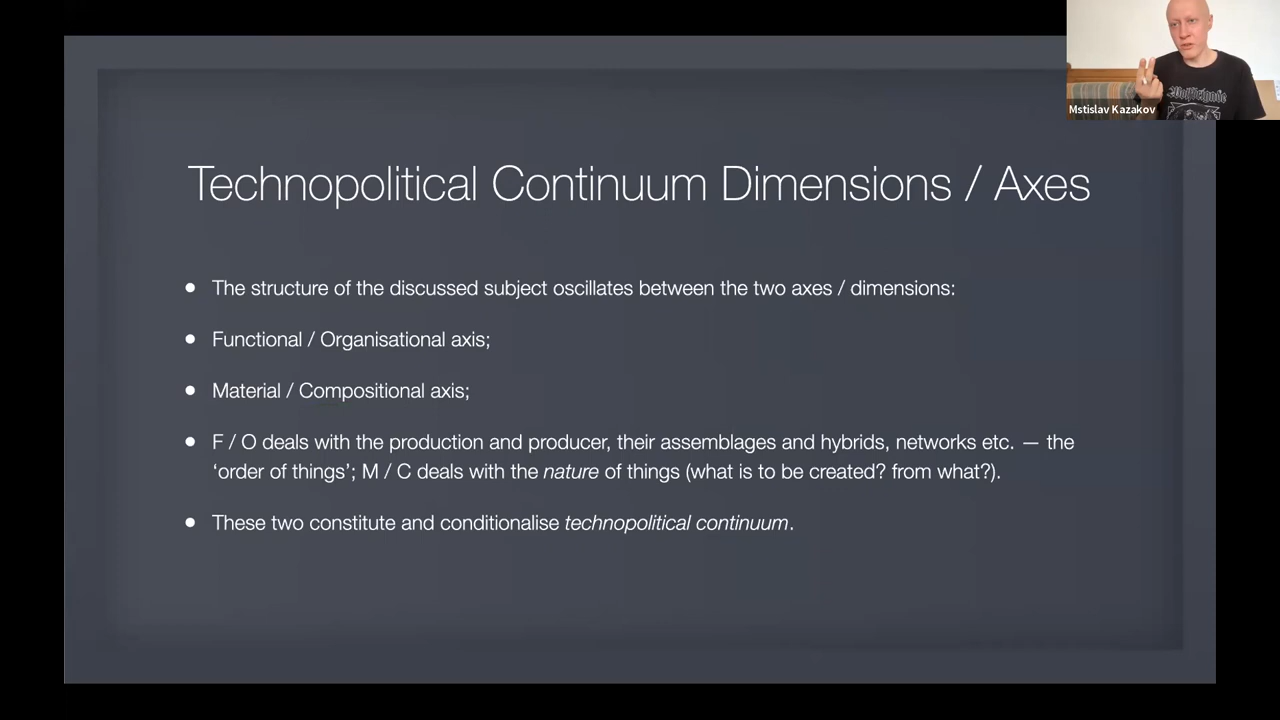 Technopolitical Continuum Dimensions / Axes
• The structure of the discussed subject oscillates between the two axes / dimensions:
• Functional / Organisational axis;
• Material / Compositional axis;
• F / O deals with the production and producer, their assemblages and hybrids, networks etc. — the
‘order of things’; M / C deals with the nature of things (what is to be created? from what?).
• These two constitute and conditionalise technopolitical continuum.
Wolfbrigade
Mstislav Kazakov